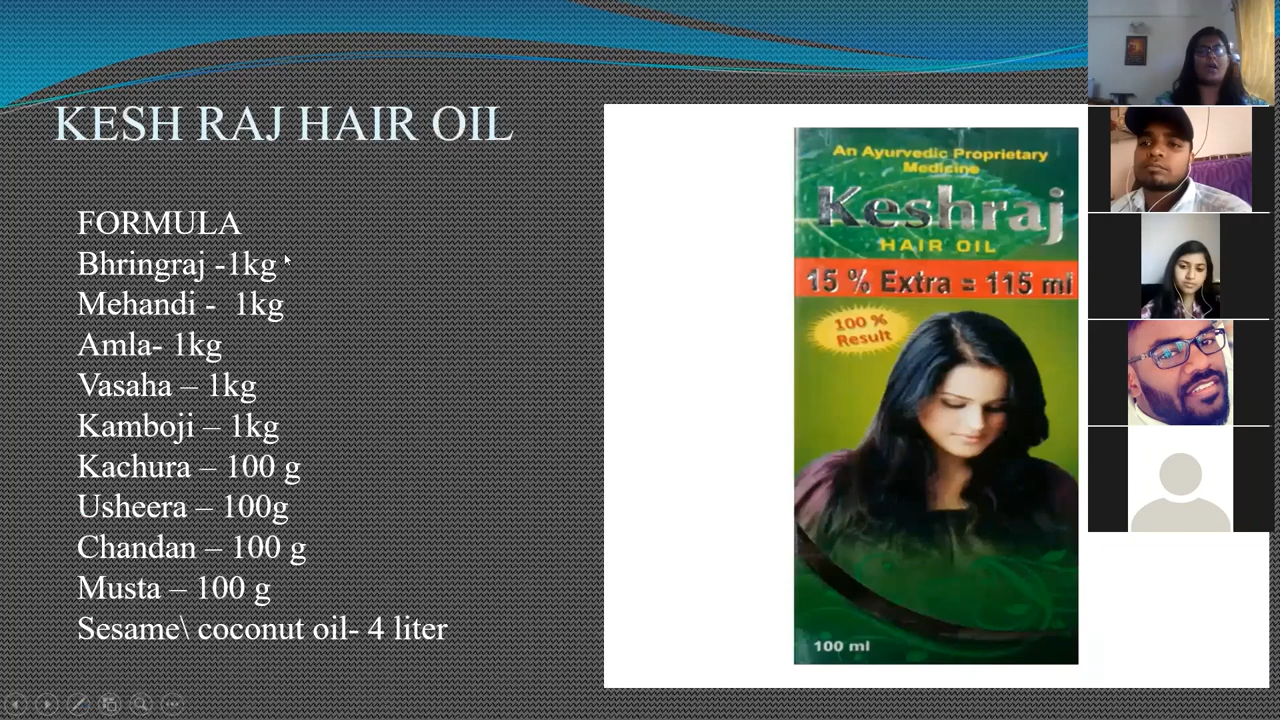 KESH RAJ HAIR OIL
FORMULA
Bhringraj -1kg
Mehandi - 1kg
Amla- 1kg
Vasaha – 1kg
Kamboji – 1kg
Kachura – 100 g
Usheera – 100g
Chandan – 100 g
Musta – 100 g
Sesame\ coconut oil- 4 liter
An Ayurvedic Proprietary
Medicine
Keshraj
HAIR OIL
15 % Extra = 115 ml
100 %
Result
100 ml